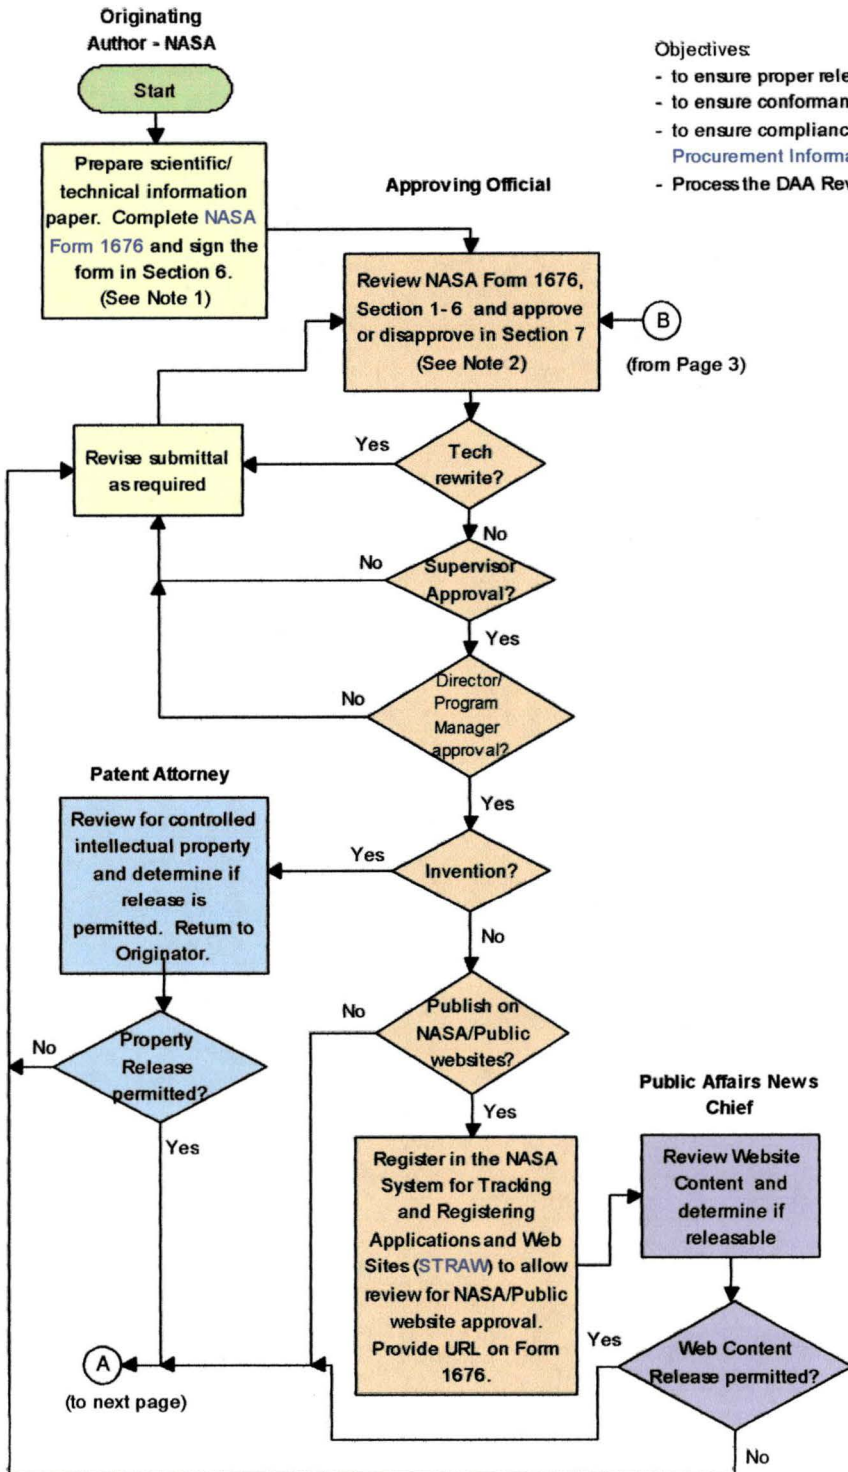 Originating
Author - NASA
Start
Prepare scientific/
technical information
paper. Complete NASA
Form 1676 and sign the
form in Section 6.
(See Note 1)
Objectives:
- to ensure proper
- to ensure
- to ensure
Procurement
- Process the DAA
Approving Official
Review NASA Form 1676,
Section 1-6 and approve
or disapprove in Section 7
(See Note 2)
B
(from Page 3)
Revise submittal
as required
Yes
Tech
rewrite?
No
No
Supervisor
Approval?
Yes
No
Director/
Program
Manager
approval?
Yes
Patent Attorney
Review for controlled
intellectual property
and determine if
release is
permitted. Return to
Originator.
Yes
Invention?
No
No
Property
Release
permitted?
Yes
No
Publish on
NASA/Public
websites?
Yes
Public Affairs News
Chief
Register in the NASA
System for Tracking
and Registering
Applications and Web
Sites (STRAW) to allow
review for NASA/Public
website approval.
Provide URL on Form
1676.
Review Website
Content and
determine if
releasable
Yes
Web Content
Release permitted?
No
A
(to next page)